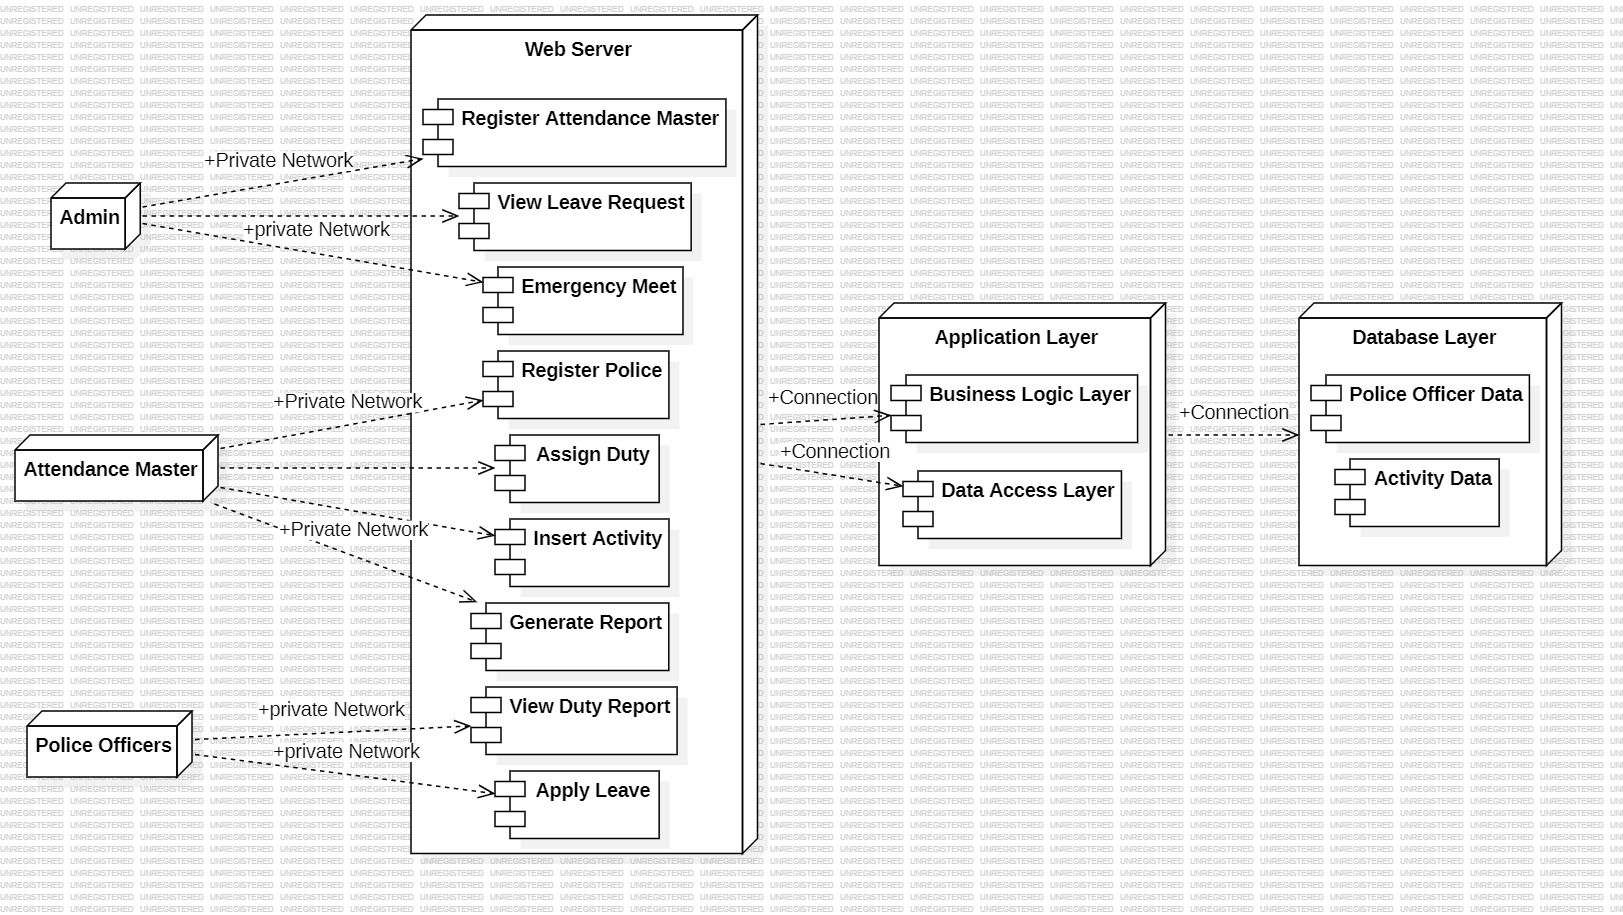 Web Server
Register Attendance Master
+Private Network
View Leave Request
Admin
+private Network
Emergency Meet
Register Police
+Private Network
Assign Duty
Attendance Master
Insert Activity
+Private Network
Generate Report
View Duty Report
+private Network
Police Officers
+private Network
Apply Leave
Application Layer
+Connection
Business Logic Layer
+Connection
Data Access Layer
Database Layer
+Connection
Police Officer Data
Activity Data
UNREGISTERED